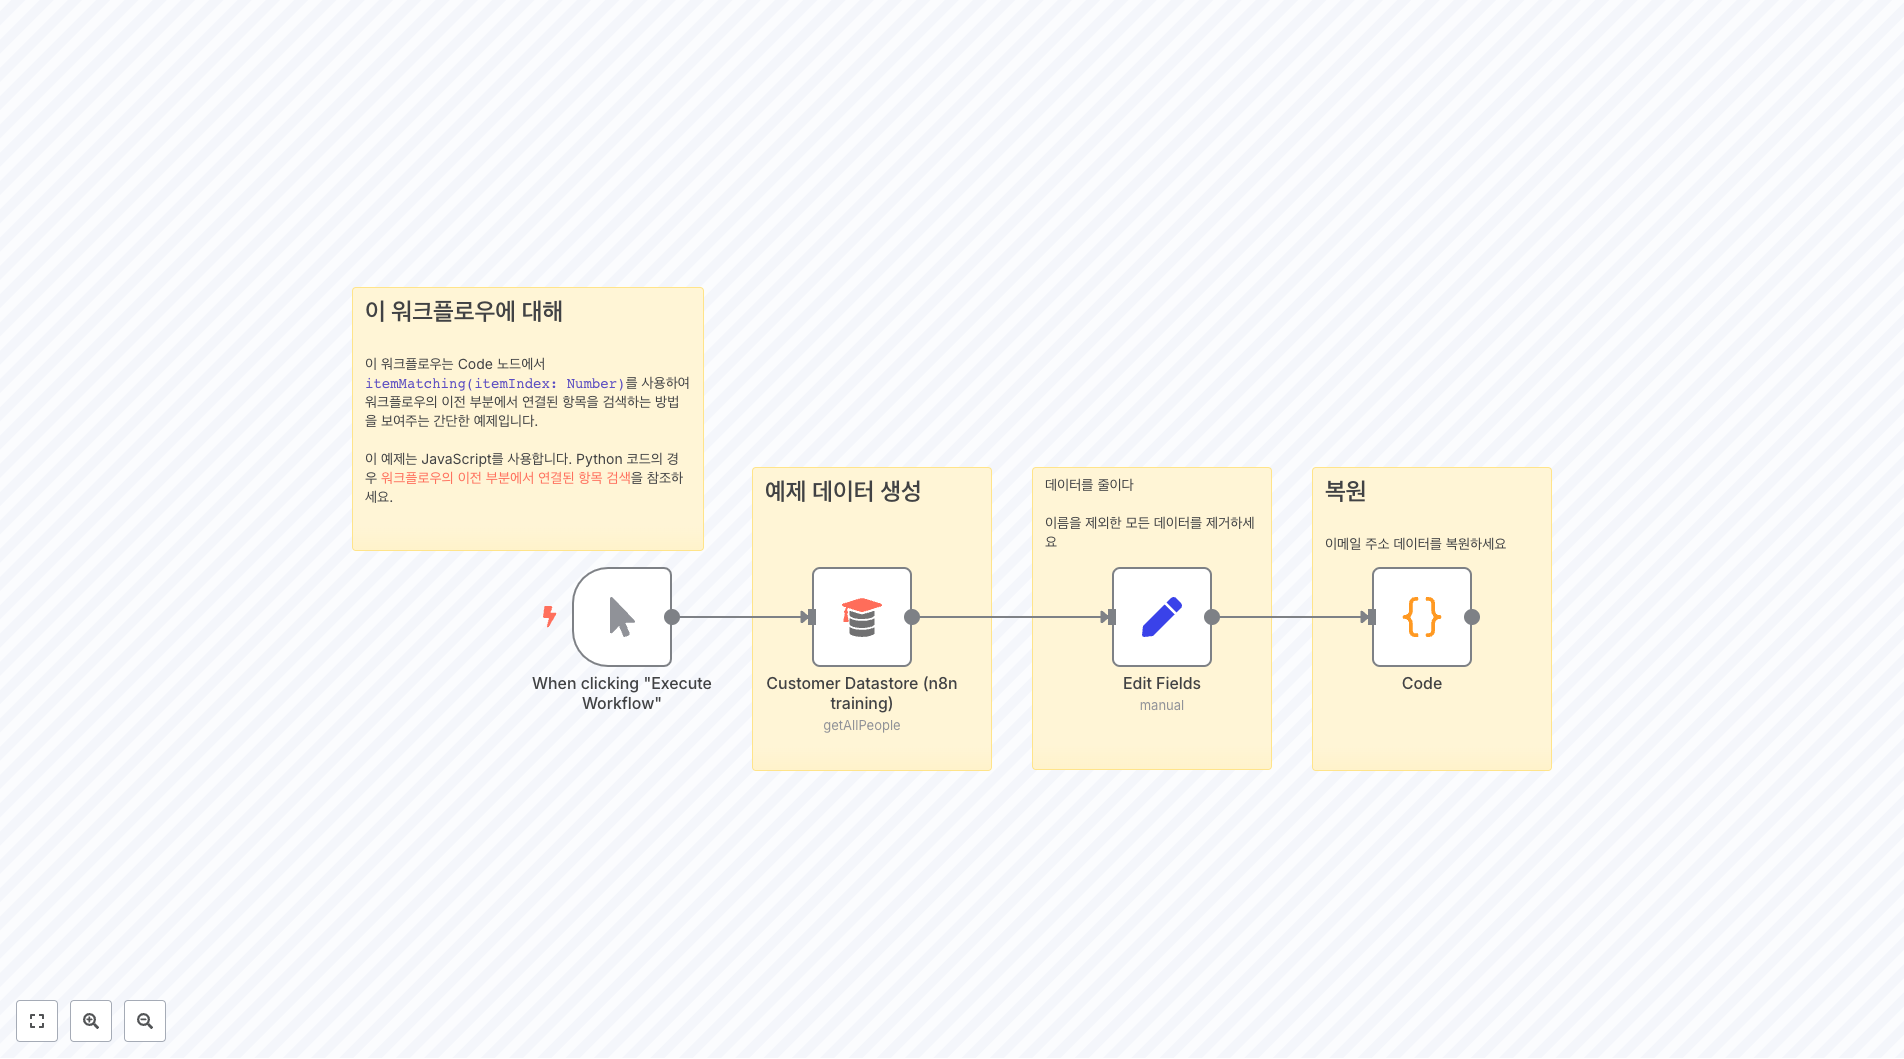 이 워크플로우에 대해
이 워크플로우는 Code 노드에서
itemMatching(itemIndex: Number)를 사용하여
워크플로우의 이전 부분에서 연결된 항목을 검색하는 방법
을 보여주는 간단한 예제입니다.
이 예제는 JavaScript를 사용합니다. Python 코드의 경
우 워크플로우의 이전 부분에서 연결된 항목 검색을 참조하
세요.
예제 데이터 생성
데이터를 줄이다
이름을 제외한 모든 데이터를 제거하세
요
복원
이메일 주소 데이터를 복원하세요
When clicking "Execute
Workflow"
Customer Datastore (n8n
training)
getAllPeople
Edit Fields
manual
Code